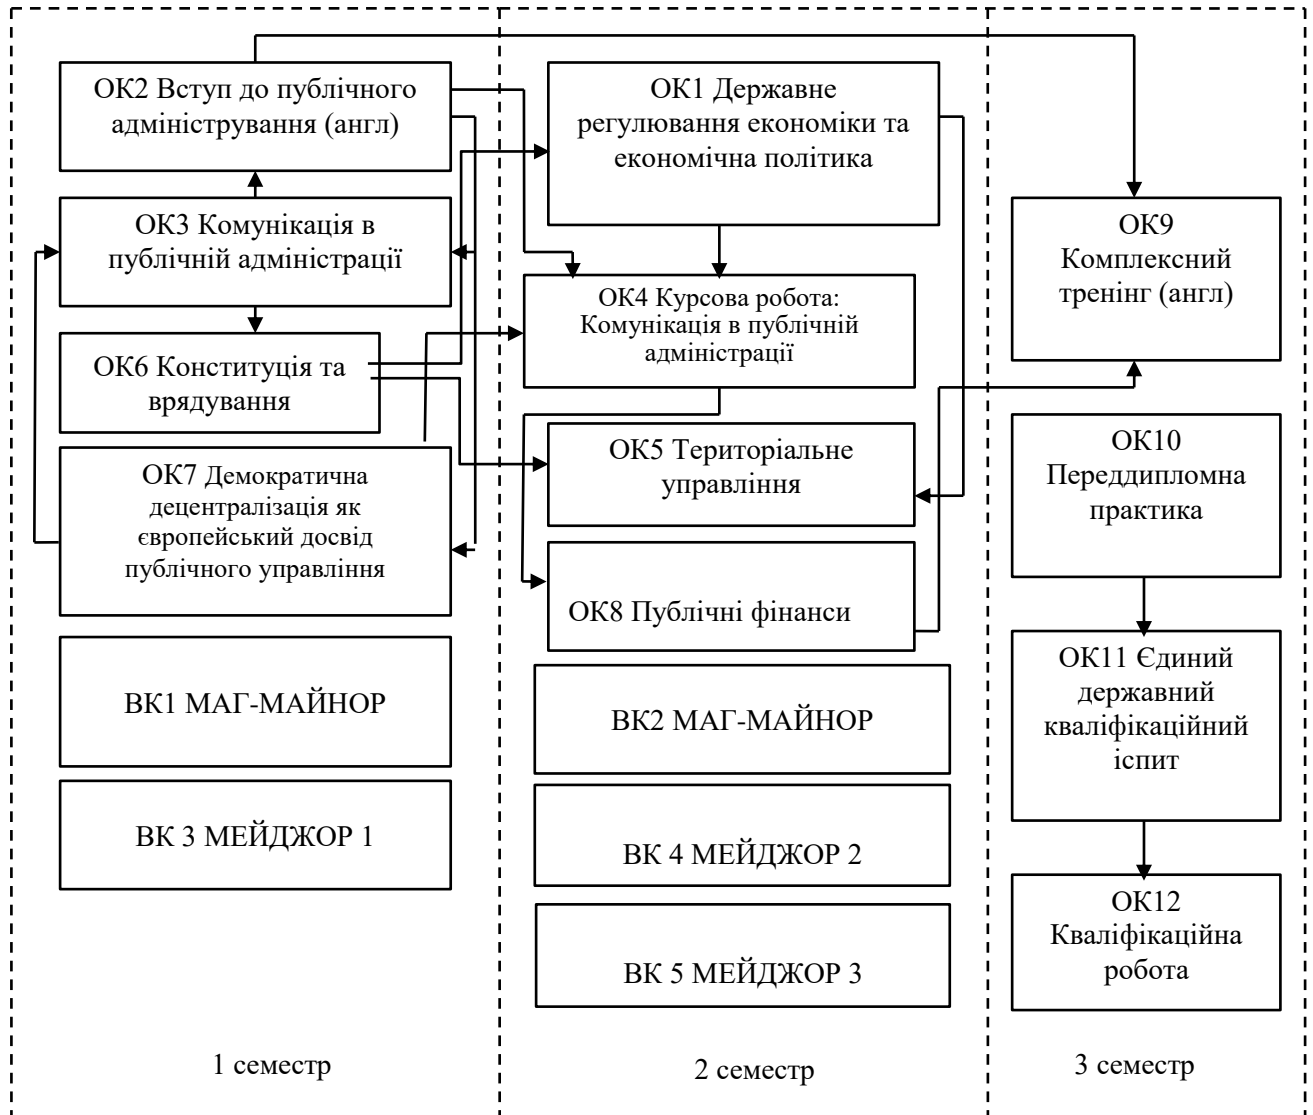 ОК2 Вступ до публічного
адміністрування (англ)
ОК3 Комунікація в
публічній адміністрації
ОК6 Конституція та
врядування
ОК7 Демократична
децентралізація як
європейський досвід
публічного управління
ВК1 МАГ-МАЙНОР
ВК 3 МЕЙДЖОР 1
1 семестр
ОК1 Державне
регулювання економіки та
економічна політика
ОК4 Курсова робота:
Комунікація в публічній
адміністрації
ОК5 Територіальне
управління
ОК8 Публічні фінанси
ВК2 МАГ-МАЙНОР
ВК 4 МЕЙДЖОР 2
ВК 5 МЕЙДЖОР 3
2 семестр
ОК9
Комплексний
тренінг (англ)
ОК10
Переддипломна
практика
ОК11 Єдиний
державний
кваліфікаційний
іспит
ОК12
Кваліфікаційна
робота
3 семестр